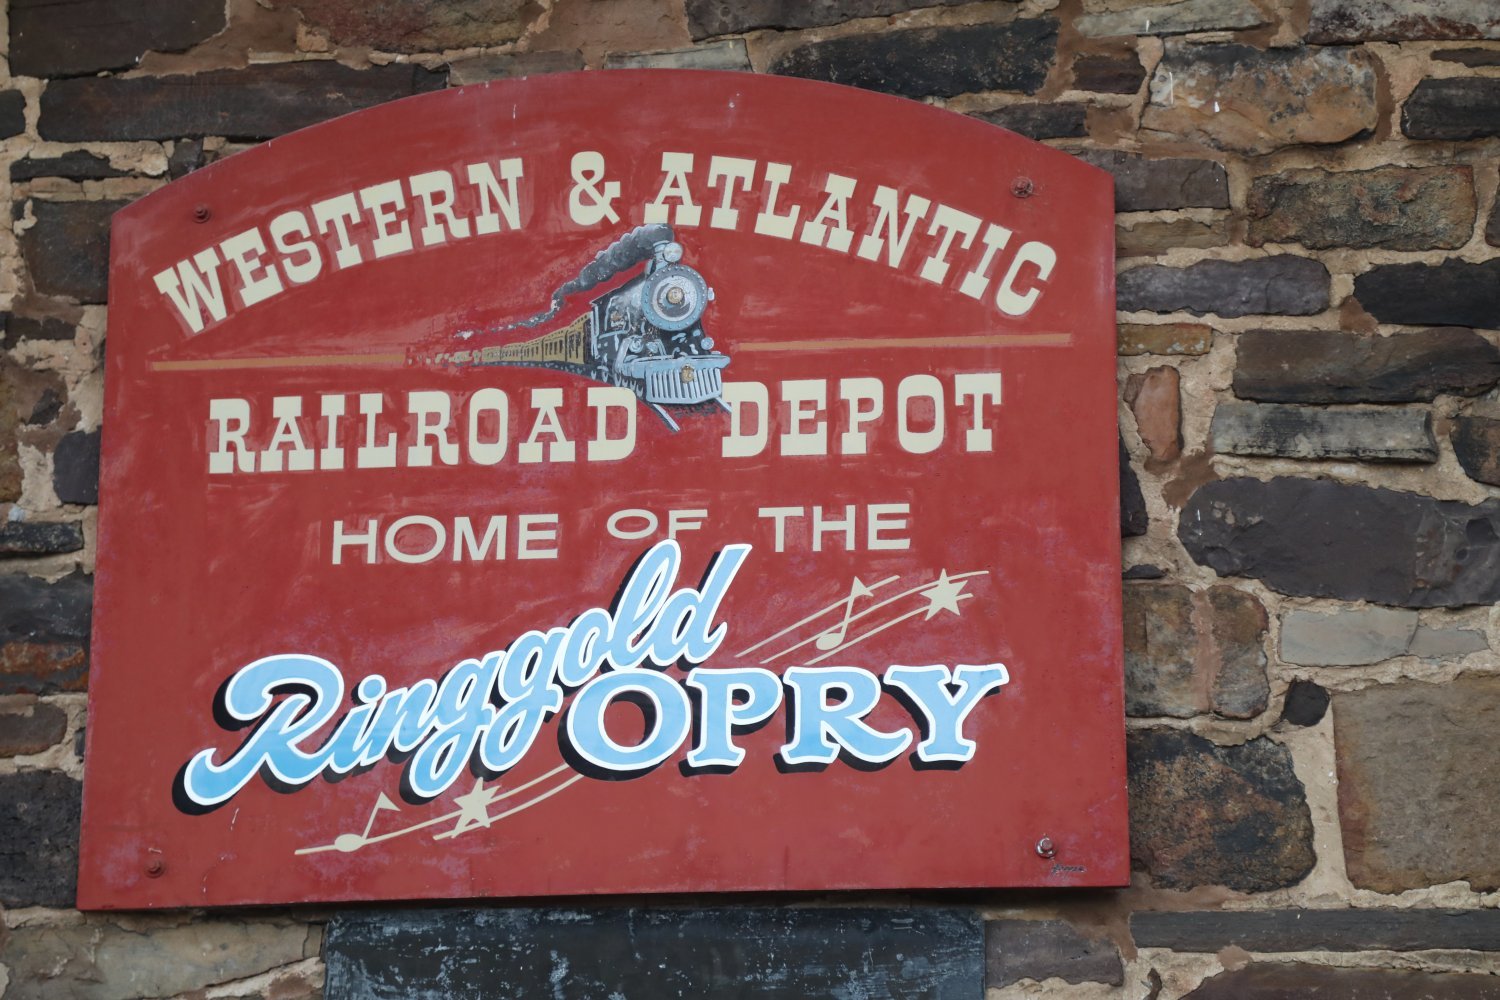 WESTERN & ATLANTIC
RAILROAD DEPOT
HOME OF THE
Ringgold
OPRY